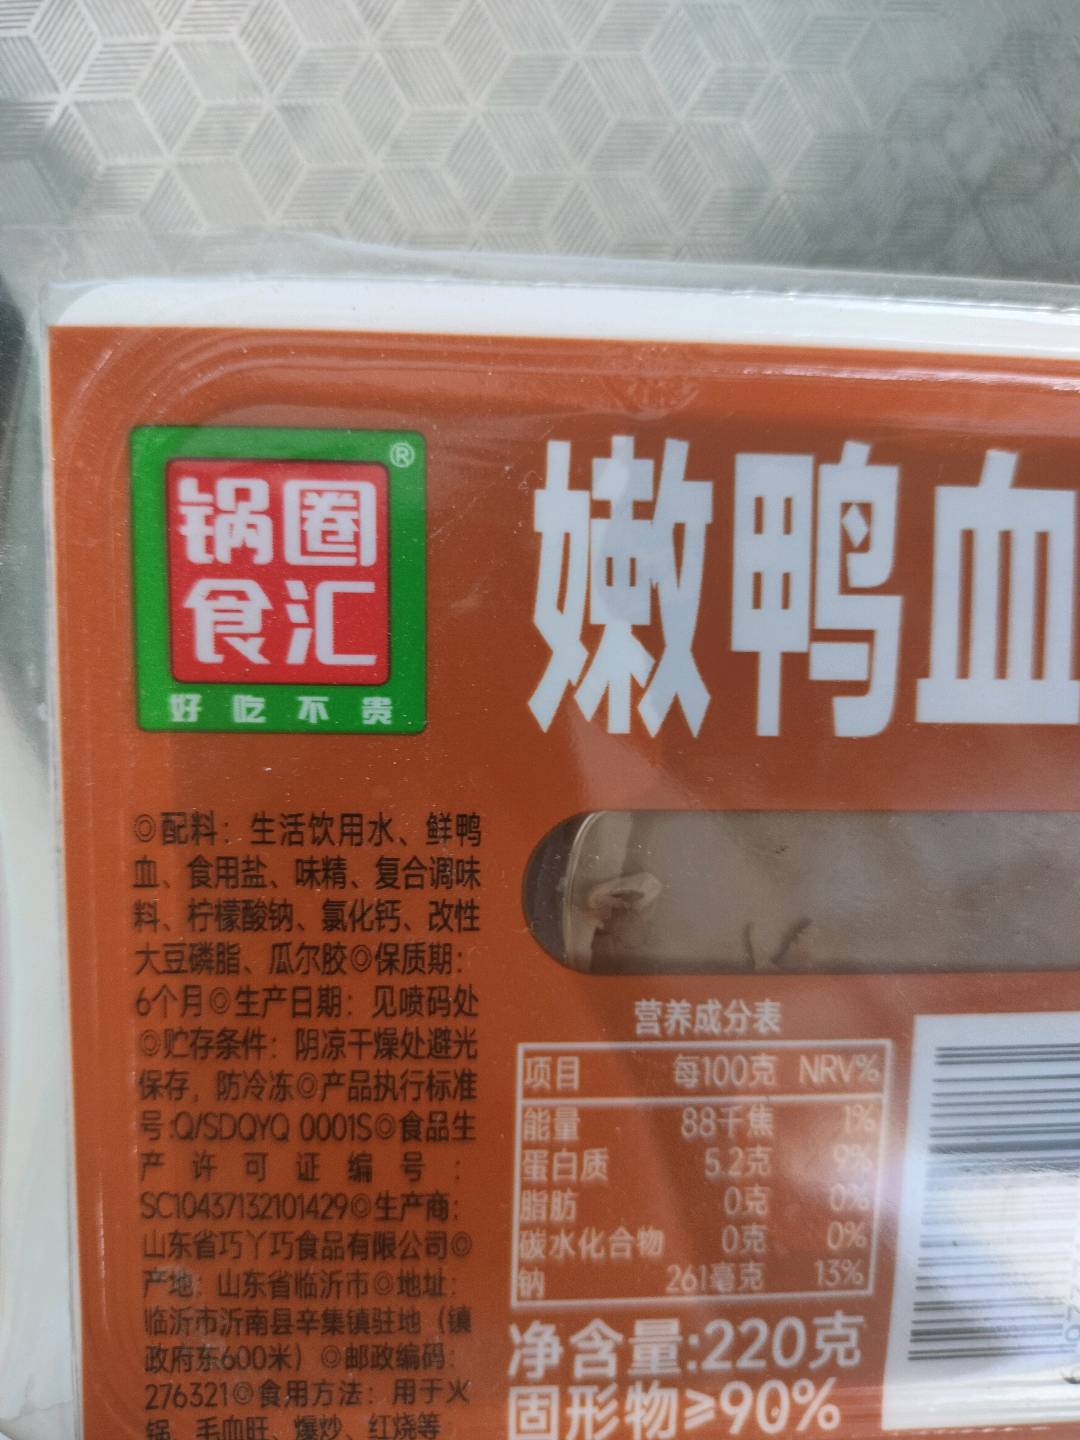 锅圈®
食汇
好吃不贵
嫩鸭血
◎配料：生活饮用水、鲜鸭
血、食用盐、味精、复合调味
料、柠檬酸钠、氯化钙、改性
大豆磷脂、瓜尔胶◎保质期：
6个月◎生产日期：见喷码处
◎贮存条件：阴凉干燥处避光
保存，防冷冻◎产品执行标准
号:Q/SDQYQ 0001S◎食品生
产许可证编号：
SC10437132101429◎生产商：
山东省巧丫巧食品有限公司◎
产地：山东省临沂市◎地址：
临沂市沂南县辛集镇驻地（镇
政府东600米）◎邮政编码：
276321◎食用方法：用于火
锅、毛血旺、爆炒、红烧等
营养成分表
项目 每100克 NRV%
能量 88千焦 1%
蛋白质 5.2克 9%
脂肪 0克 0%
碳水化合物 0克 0%
钠 261毫克 13%
净含量:220克
固形物≥90%